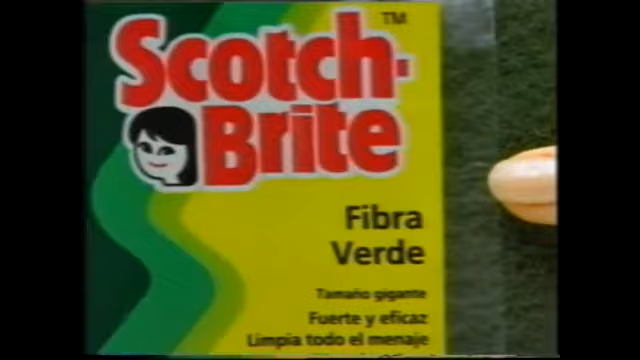 Scotch-™
Brite
Fibra
Verde
Tamaño gigante
Fuerte y eficaz
Limpia todo el menaje